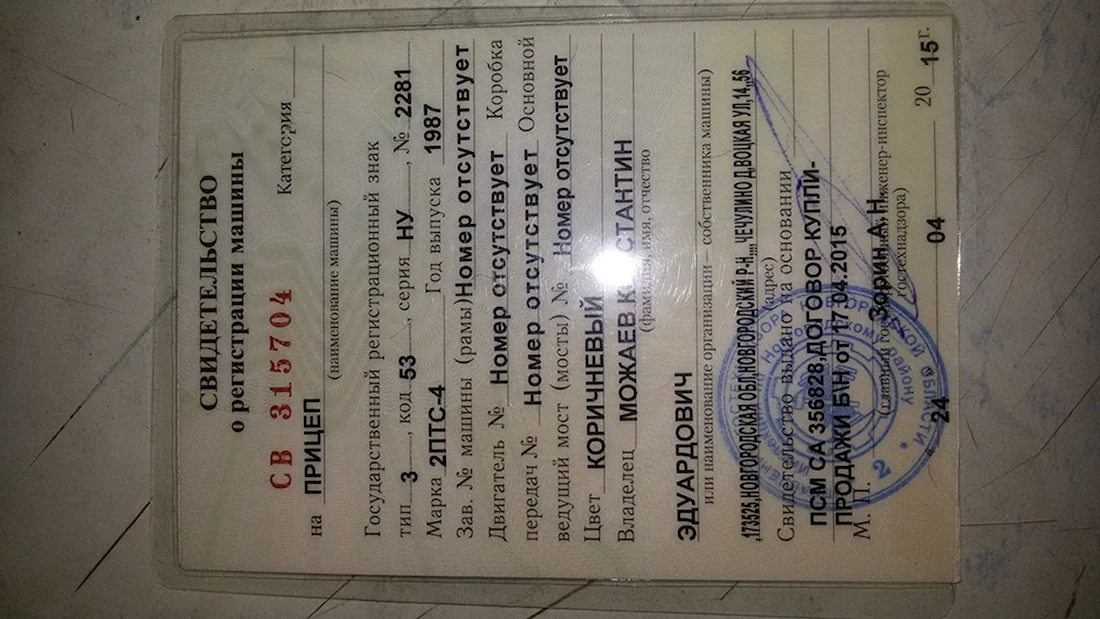 СВИДЕТЕЛЬСТВО
о регистрации машины
СВ 315704
Категория
на ПРИЦЕП
(наименование машины)
Государственный регистрационный знак
тип 3, код 53, серия НУ, № 2281
Марка 2ПТС-4 Год выпуска 1987
Зав. № машины (рамы) Номер отсутствует
Двигатель № Номер отсутствует Коробка
передач № Номер отсутствует Основной
ведущий мост (мосты) № Номер отсутствует
Цвет КОРИЧНЕВЫЙ
Владелец МОЖАЕВ К СТАНТИН
(фамилия, имя, отчество
ЭДУАРДОВИЧ
или наименование организации – собственника машины)
,173525,НОВГОРОДСКАЯ ОБЛ,НОВГОРОДСКИЙ Р-Н,,,,ЧЕЧУЛИНО Д,ВОЦКАЯ УЛ,14,,56
(адрес)
Свидетельство выдано на основании
ПСМ СА 356828,ДОГОВОР КУПЛИ-
ПРОДАЖИ Б\Н от 17.04.2015
М. П. Зорин А.Н.
(главный инженер-инспектор
гостехнадзора)
« 24 » 04 20 15 г.
2